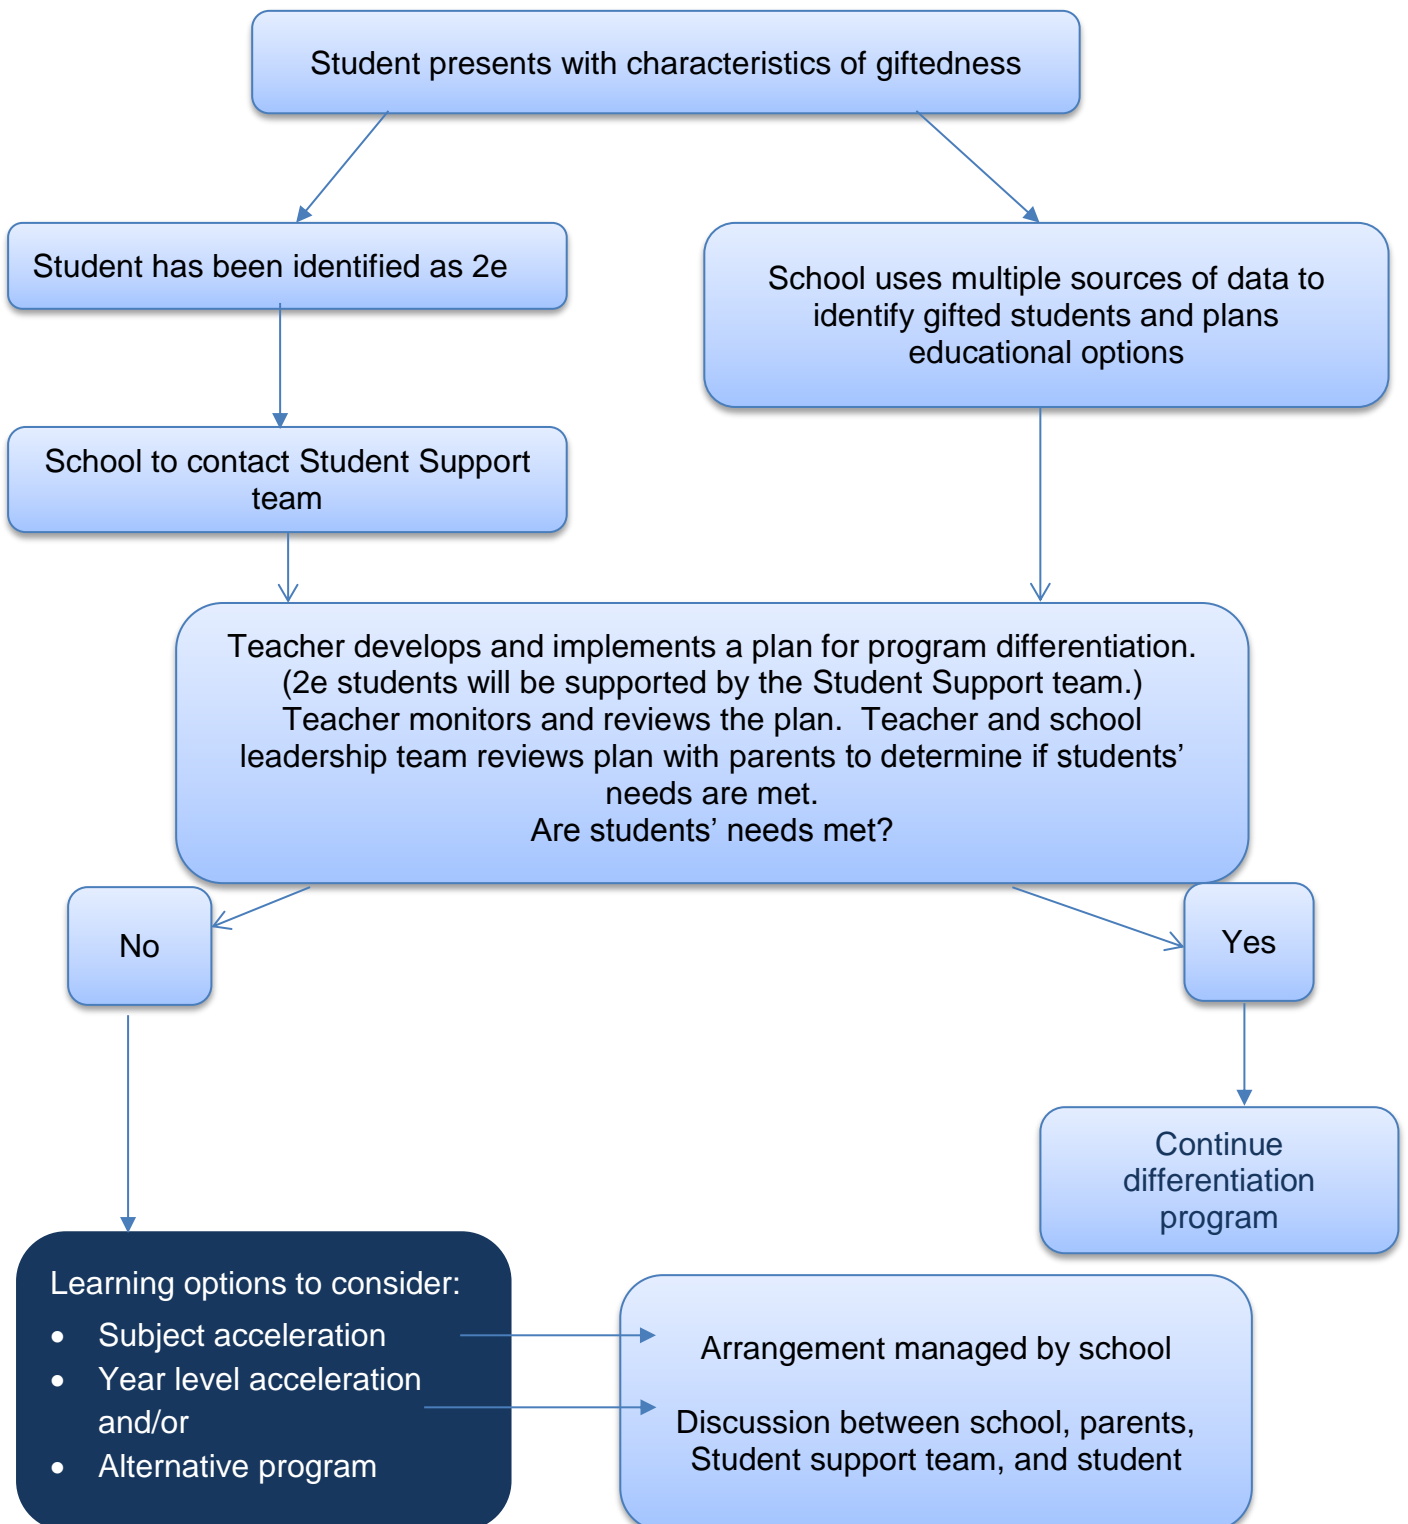 Student presents with characteristics of giftedness
Student has been identified as 2e
School uses multiple sources of data to
identify gifted students and plans
educational options
School to contact Student Support
team
Teacher develops and implements a plan for program differentiation.
(2e students will be supported by the Student Support team.)
Teacher monitors and reviews the plan.  Teacher and school
leadership team reviews plan with parents to determine if students’
needs are met.
Are students’ needs met?
No
Yes
Continue
differentiation
program
Learning options to consider:
• Subject acceleration
• Year level acceleration
and/or
• Alternative program
Arrangement managed by school
Discussion between school, parents,
Student support team, and student